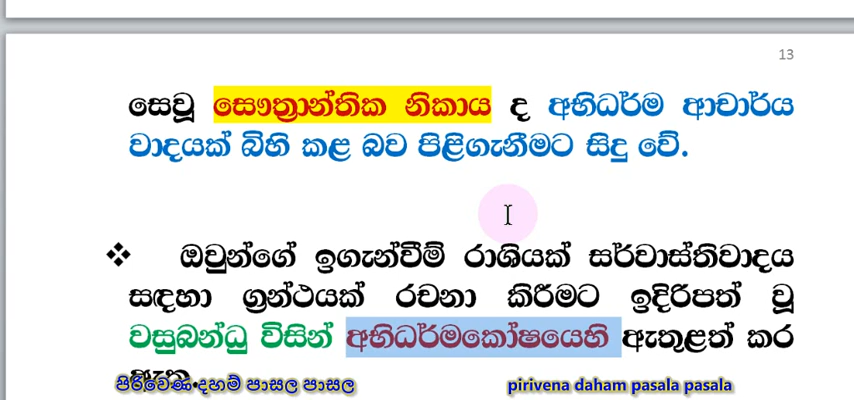 13
සෙවූ සෞත්‍රාන්තික නිකාය ද අභිධර්ම ආචාර්ය
වාදයක් බිහි කළ බව පිළිගැනීමට සිදු වේ.
❖ ඔවුන්ගේ ඉගැන්වීම් රාශියක් සර්වාස්තිවාදය
සඳහා ග්‍රන්ථයක් රචනා කිරීමට ඉදිරිපත් වූ
වසුබන්ධු විසින් අභිධර්මකෝෂයෙහි ඇතුළත් කර
ඇත.
පිරිවෙණ දහම් පාසල පාසල pirivena daham pasala pasala